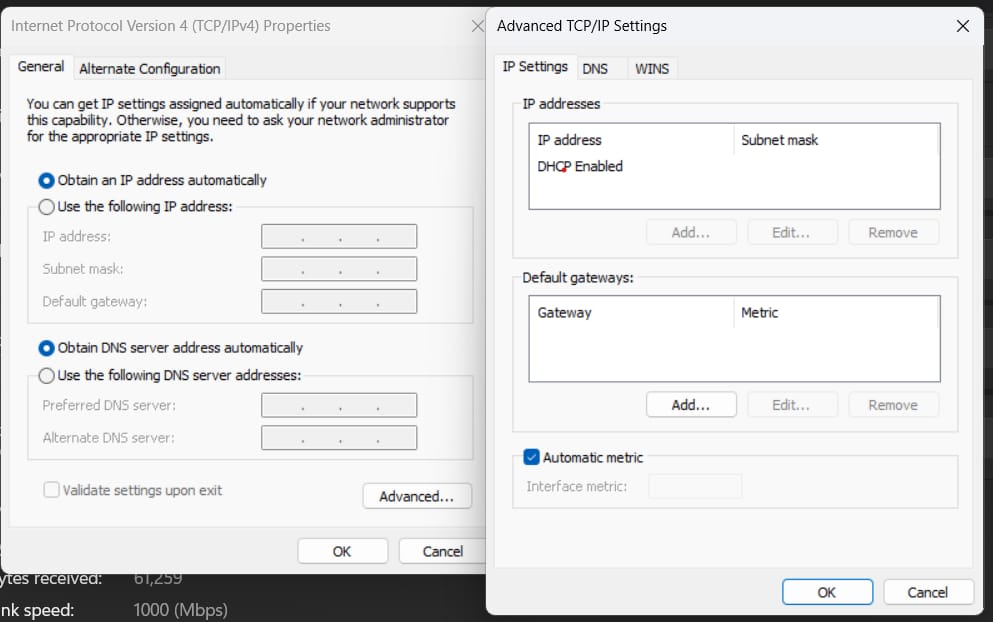 Internet Protocol Version 4 (TCP/IPv4) Properties
General
Alternate Configuration
You can get IP settings assigned automatically if your network supports
this capability. Otherwise, you need to ask your network administrator
for the appropriate IP settings.
Obtain an IP address automatically
Use the following IP address:
IP address:
Subnet mask:
Default gateway:
Obtain DNS server address automatically
Use the following DNS server addresses:
Preferred DNS server:
Alternate DNS server:
Validate settings upon exit
Advanced...
OK
Cancel
ytes received: 61,259
nk speed: 1000 (Mbps)
Advanced TCP/IP Settings
IP Settings
DNS
WINS
IP addresses
IP address
Subnet mask
DHCP Enabled
Add...
Edit...
Remove
Default gateways:
Gateway
Metric
Add...
Edit...
Remove
Automatic metric
Interface metric:
OK
Cancel